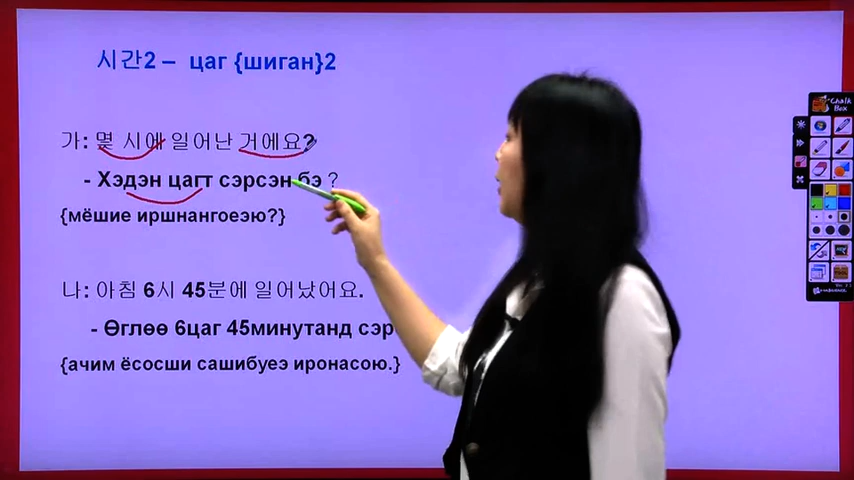 시간2 – цаг {шиган}2
가: 몇 시에 일어난 거에요?
- Хэдэн цагт сэрсэн бэ ?
{мёшие иршнангоеэю?}
나: 아침 6시 45분에 일어났어요.
- Өглөө 6цаг 45минутанд сэр
{ачим ёсосши сашибуеэ иронасою.}
Chalk
Box